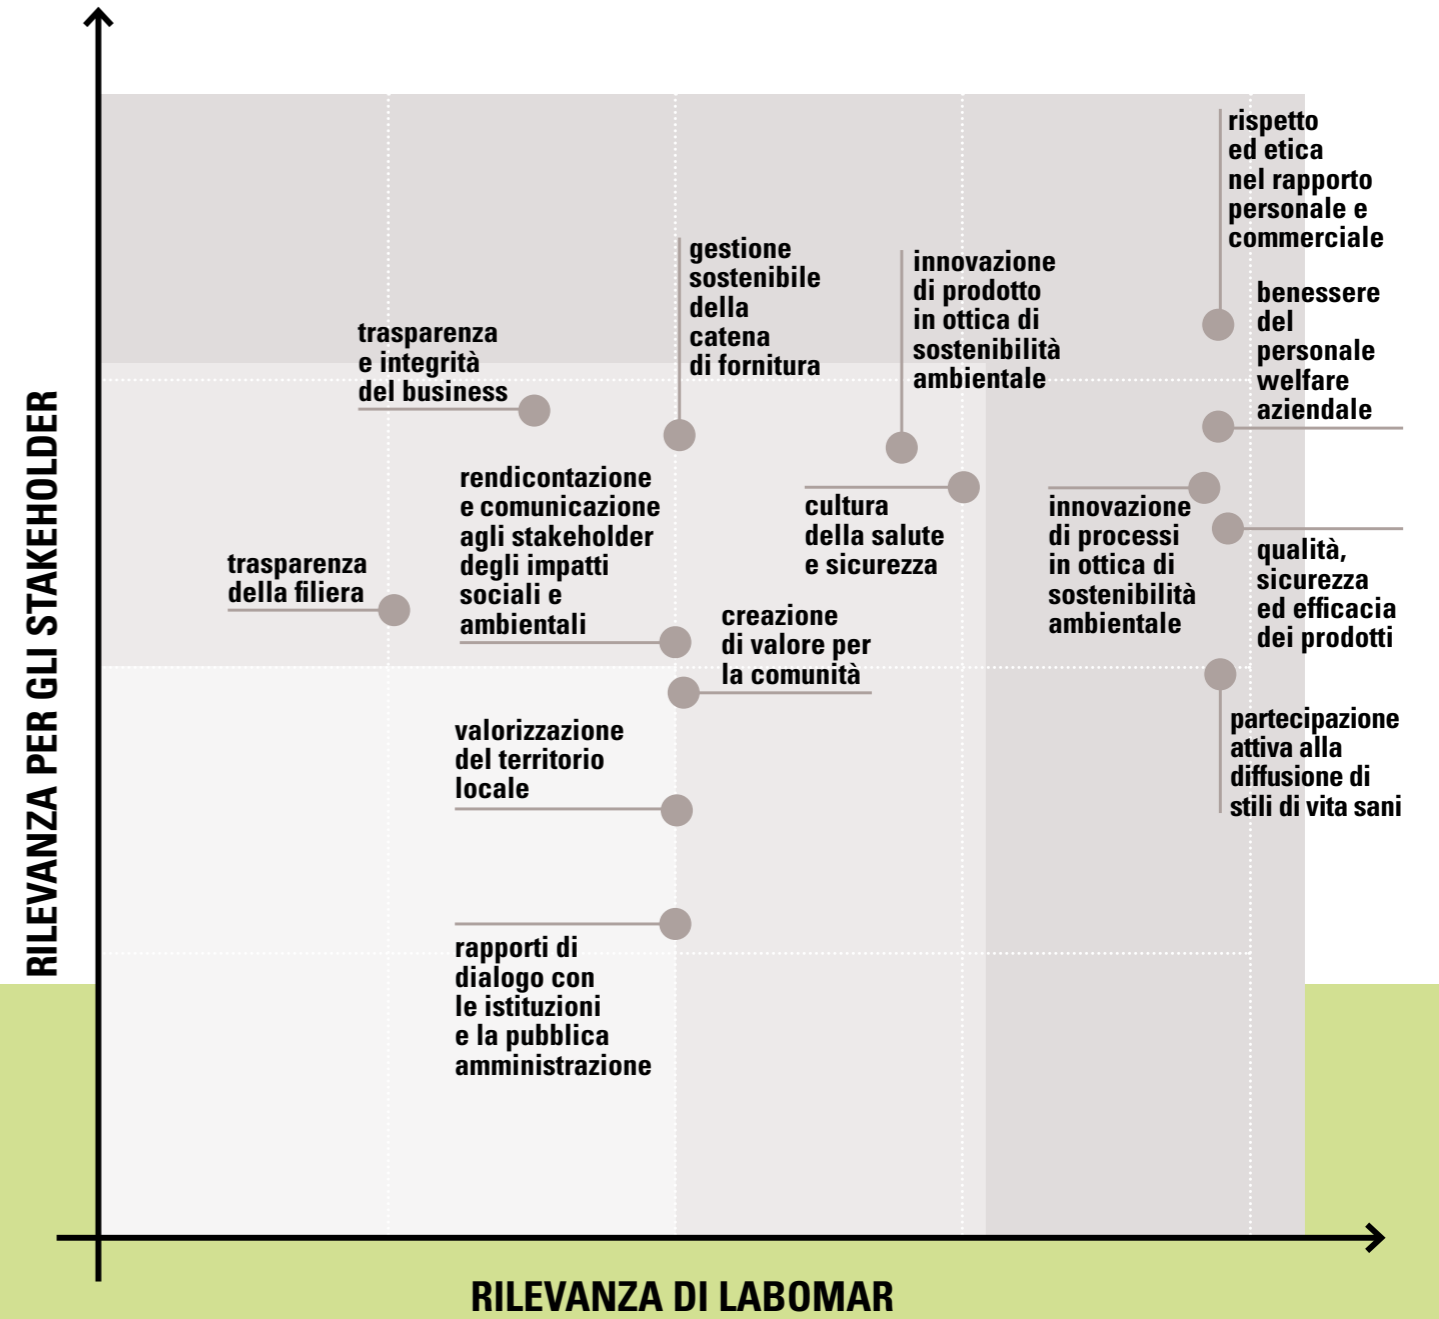 RILEVANZA PER GLI STAKEHOLDER
rispetto
ed etica
nel rapporto
personale e
commerciale
gestione
sostenibile
della
catena
di fornitura
innovazione
di prodotto
in ottica di
sostenibilità
ambientale
benessere
del
personale
welfare
aziendale
trasparenza
e integrità
del business
rendicontazione
e comunicazione
agli stakeholder
degli impatti
sociali e
ambientali
cultura
della salute
e sicurezza
innovazione
di processi
in ottica di
sostenibilità
ambientale
qualità,
sicurezza
ed efficacia
dei prodotti
trasparenza
della filiera
creazione
di valore per
la comunità
valorizzazione
del territorio
locale
partecipazione
attiva alla
diffusione di
stili di vita sani
rapporti di
dialogo con
le istituzioni
e la pubblica
amministrazione
RILEVANZA DI LABOMAR